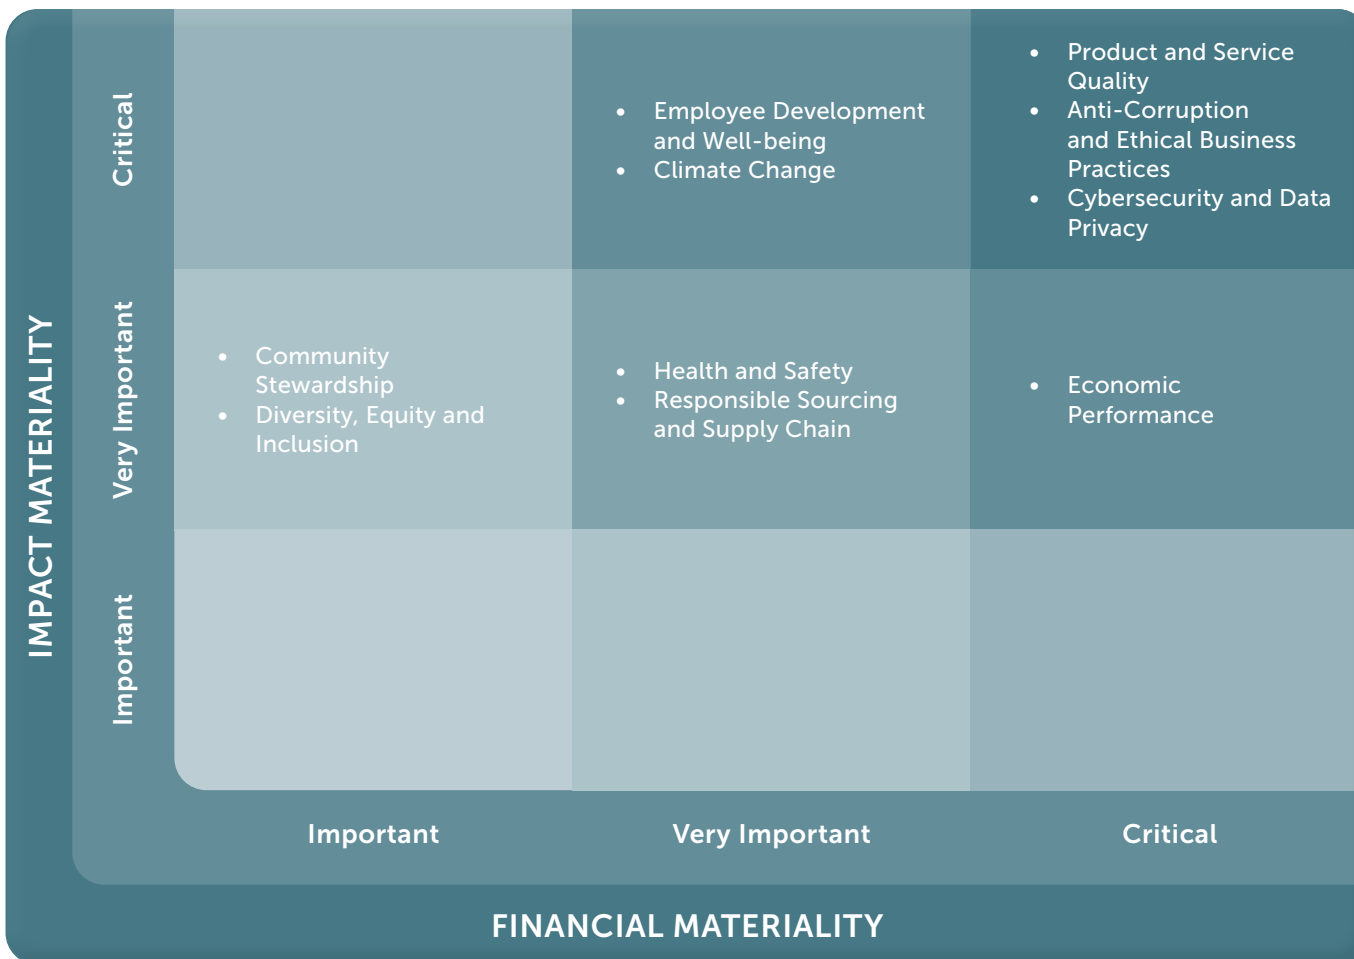 IMPACT MATERIALITY
Critical
• Employee Development
and Well-being
• Climate Change
• Product and Service
Quality
• Anti-Corruption
and Ethical Business
Practices
• Cybersecurity and Data
Privacy
Very Important
• Community
Stewardship
• Diversity, Equity and
Inclusion
• Health and Safety
• Responsible Sourcing
and Supply Chain
• Economic
Performance
Important
Important
Very Important
Critical
FINANCIAL MATERIALITY